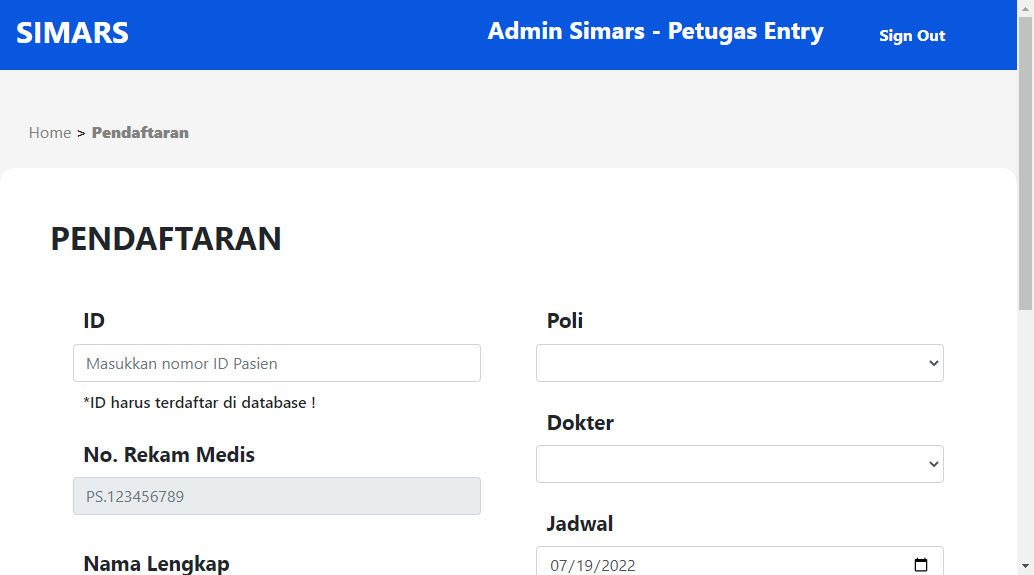 SIMARS
Admin Simars - Petugas Entry
Sign Out
Home > Pendaftaran
PENDAFTARAN
ID
Masukkan nomor ID Pasien
*ID harus terdaftar di database !
No. Rekam Medis
PS.123456789
Nama Lengkap
Poli
Dokter
Jadwal
07/19/2022